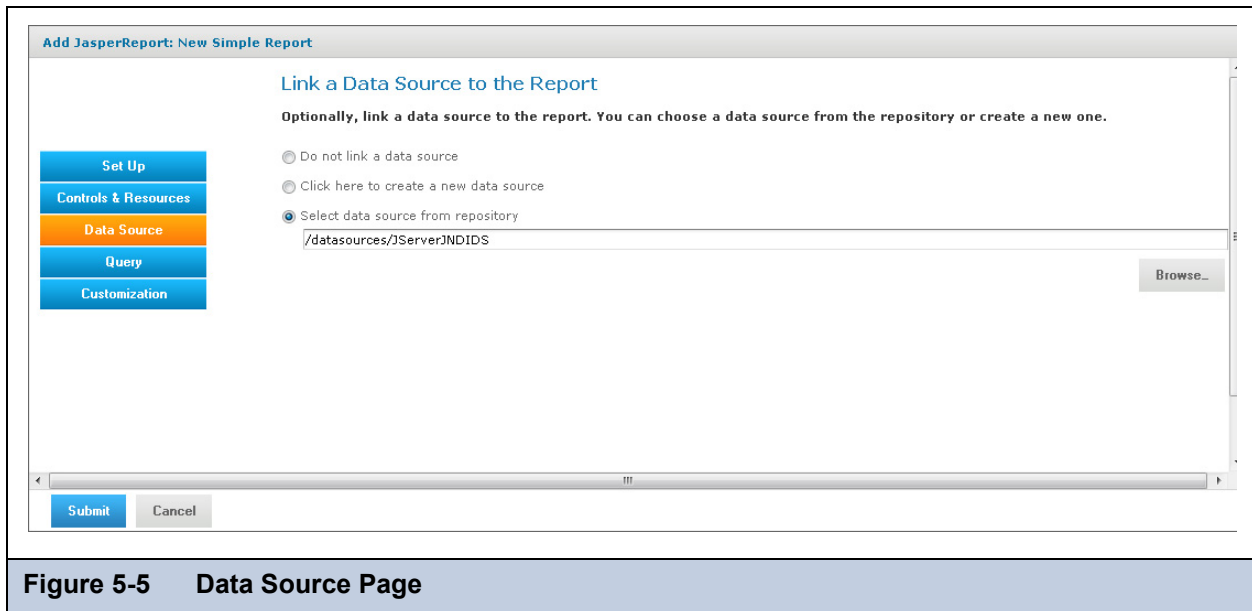 Add JasperReport: New Simple Report
Link a Data Source to the Report
Optionally, link a data source to the report. You can choose a data source from the repository or create a new one.
Set Up
Controls & Resources
Data Source
Query
Customization
Do not link a data source
Click here to create a new data source
Select data source from repository
/datasources/JServerJNDIDS
Browse...
Submit
Cancel
Figure 5-5 Data Source Page